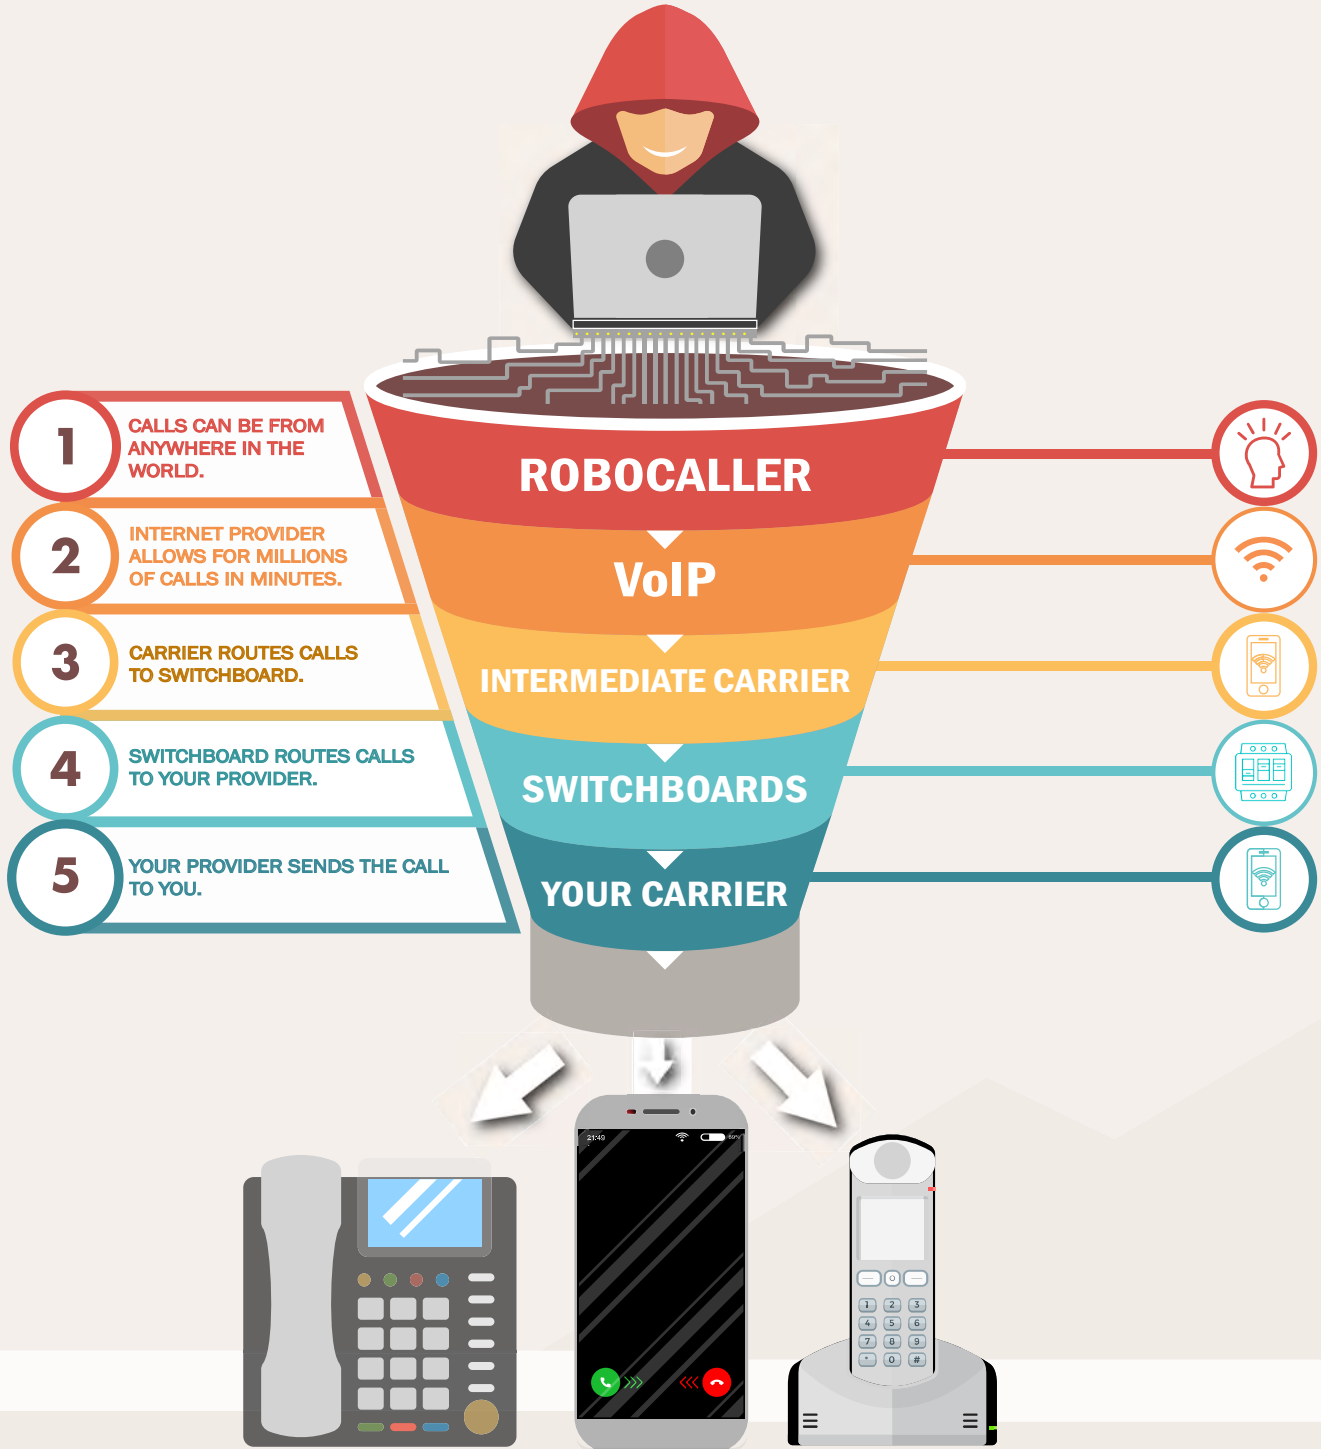 1
CALLS CAN BE FROM
ANYWHERE IN THE
WORLD.
ROBOCALLER
2
INTERNET PROVIDER
ALLOWS FOR MILLIONS
OF CALLS IN MINUTES.
VoIP
3
CARRIER ROUTES CALLS
TO SWITCHBOARD.
INTERMEDIATE CARRIER
4
SWITCHBOARD ROUTES CALLS
TO YOUR PROVIDER.
SWITCHBOARDS
5
YOUR PROVIDER SENDS THE CALL
TO YOU.
YOUR CARRIER
21:49
89%
1 2 3
4 5 6
7 8 9
* 0 #